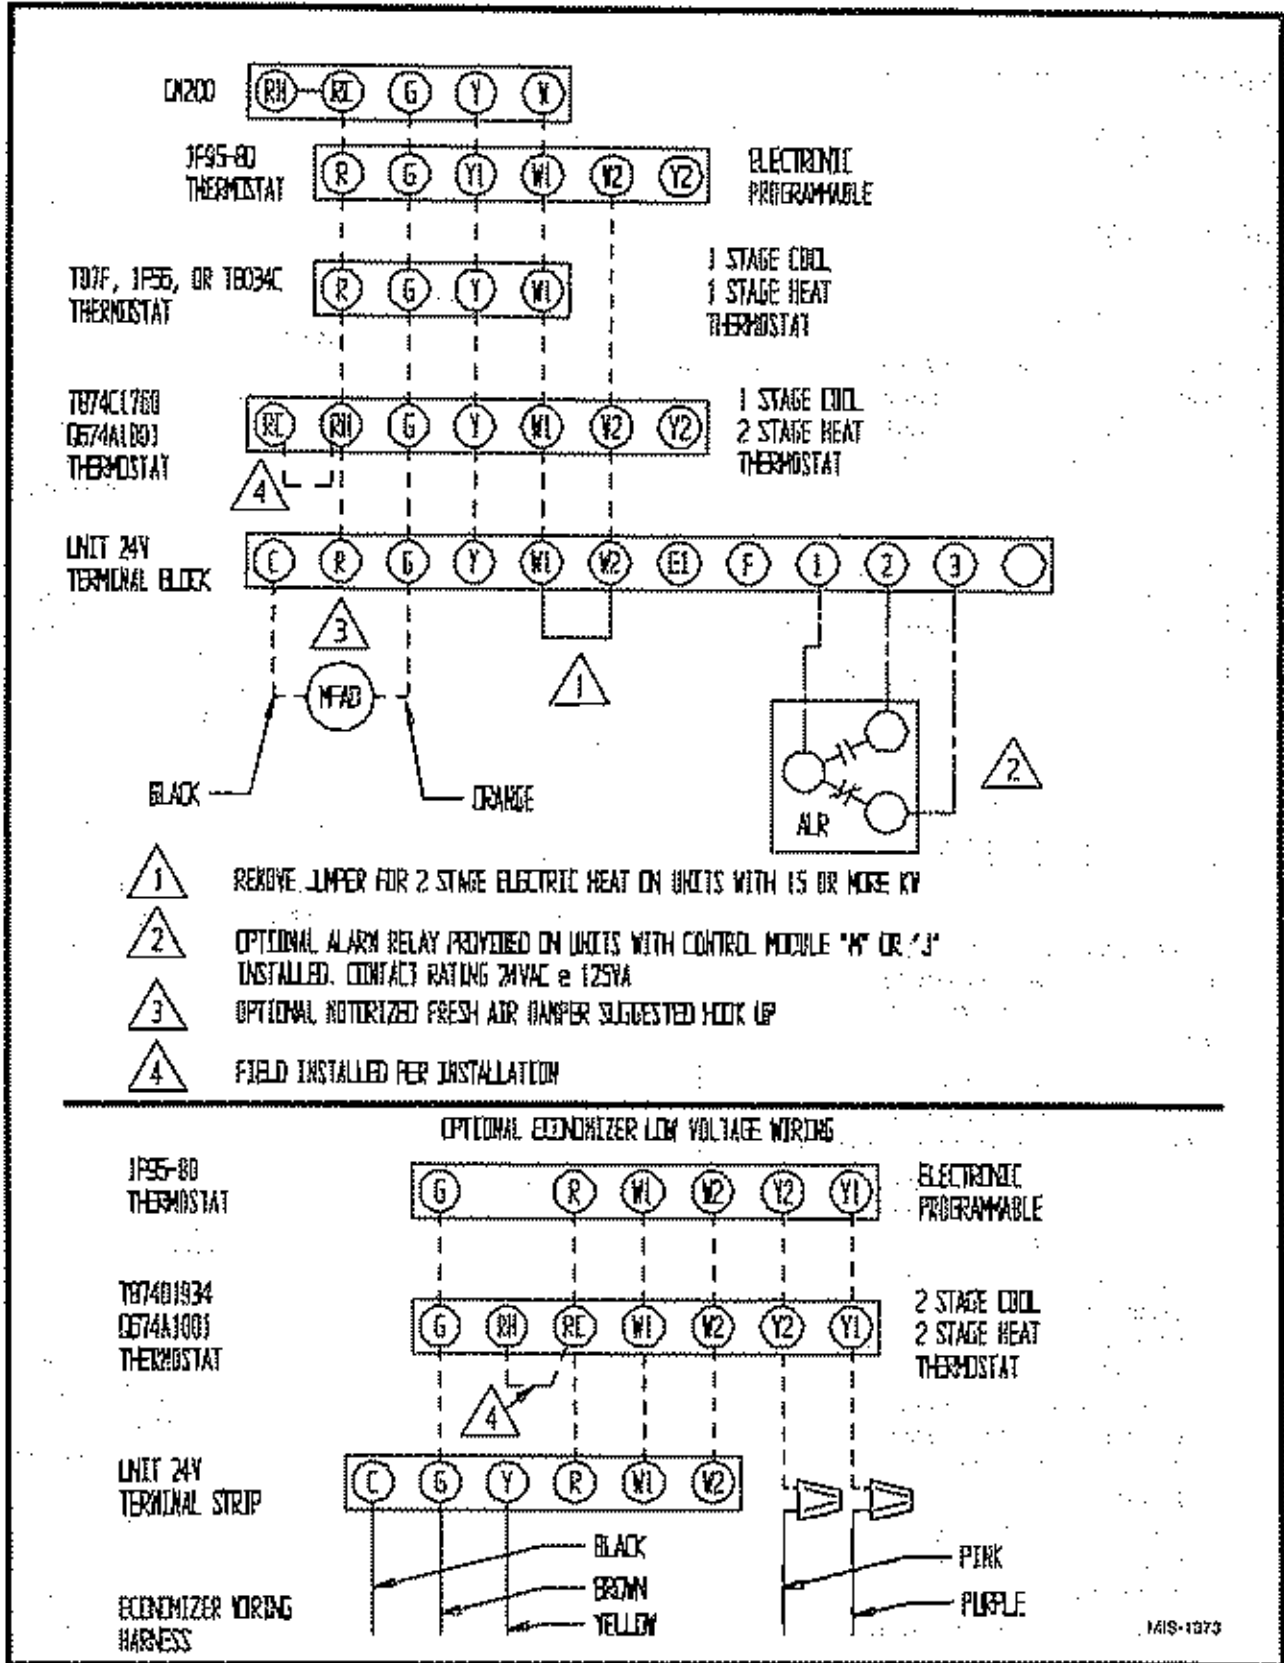 CM200 RH RC G Y W
1F95-80
THERMOSTAT
R G Y1 W1 W2 Y2
ELECTRONIC
PROGRAMMABLE
T87F, 1F56, OR T8034C
THERMOSTAT
R G Y W1
1 STAGE COOL
1 STAGE HEAT
THERMOSTAT
T874C1760
Q674A1001
THERMOSTAT
RC RH G Y W1 W2 Y2
1 STAGE COOL
2 STAGE HEAT
THERMOSTAT
4
UNIT 24V
TERMINAL BLOCK
C R G Y W1 W2 E1 F 1 2 3
3
MFAD
1
BLACK
ORANGE
ALR
2
1 REMOVE JUMPER FOR 2 STAGE ELECTRIC HEAT ON UNITS WITH 15 OR MORE KW
2 OPTIONAL ALARM RELAY PROVIDED ON UNITS WITH CONTROL MODULE "M" OR "J"
INSTALLED. CONTACT RATING 24VAC @ 125VA
3 OPTIONAL MOTORIZED FRESH AIR DAMPER SUGGESTED HOOK UP
4 FIELD INSTALLED PER INSTALLATION
OPTIONAL ECONOMIZER LOW VOLTAGE WIRING
1F95-80
THERMOSTAT
G R W1 W2 Y2 Y1
ELECTRONIC
PROGRAMMABLE
T874D1934
Q674A1001
THERMOSTAT
G RH RC W1 W2 Y2 Y1
2 STAGE COOL
2 STAGE HEAT
THERMOSTAT
4
UNIT 24V
TERMINAL STRIP
C G Y R W1 W2
BLACK
BROWN
YELLOW
PINK
PURPLE
ECONOMIZER WIRING
HARNESS
MIS-1373